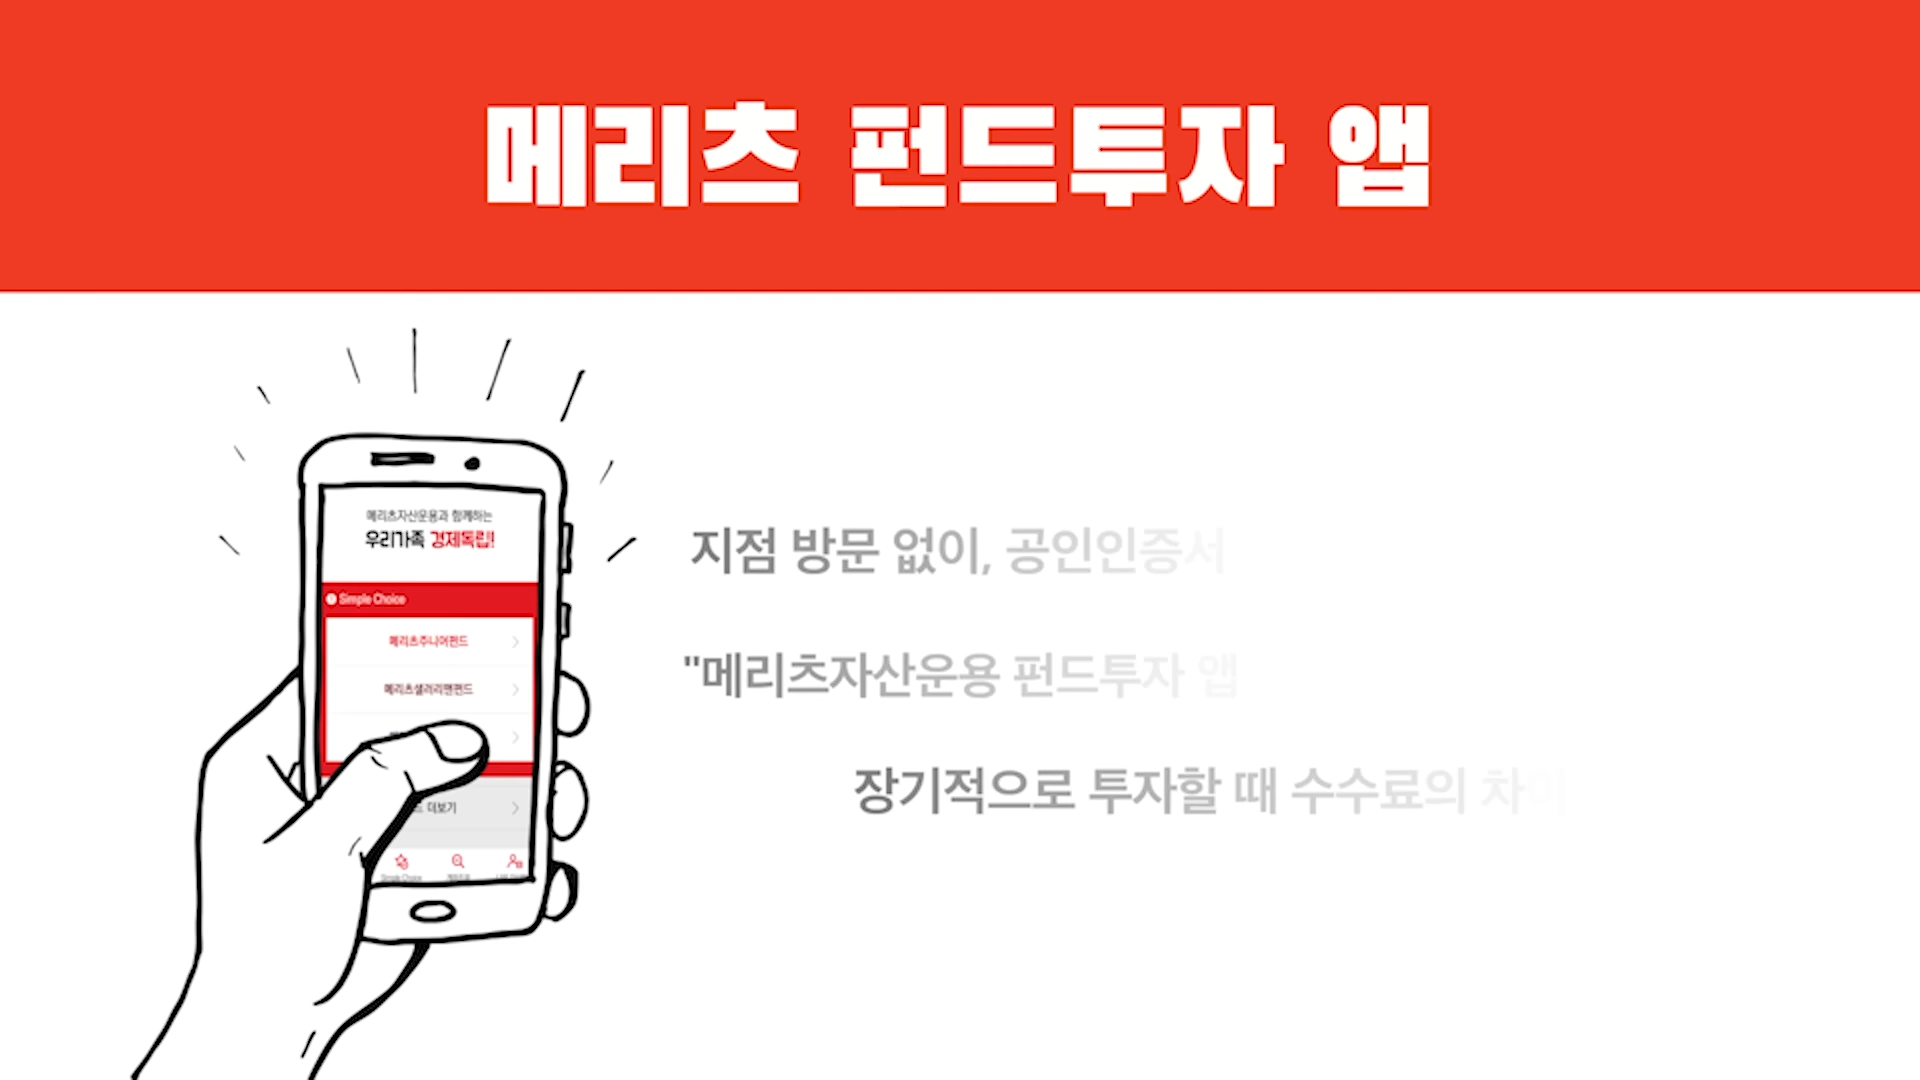 메리츠 펀드투자 앱
메리츠자산운용과 함께하는
우리가족 경제독립!
Simple Choice
메리츠주니어펀드
메리츠샐러리맨펀드
더보기
Simple Choice
지점 방문 없이, 공인인증서
"메리츠자산운용 펀드투자 앱
장기적으로 투자할 때 수수료의 차이